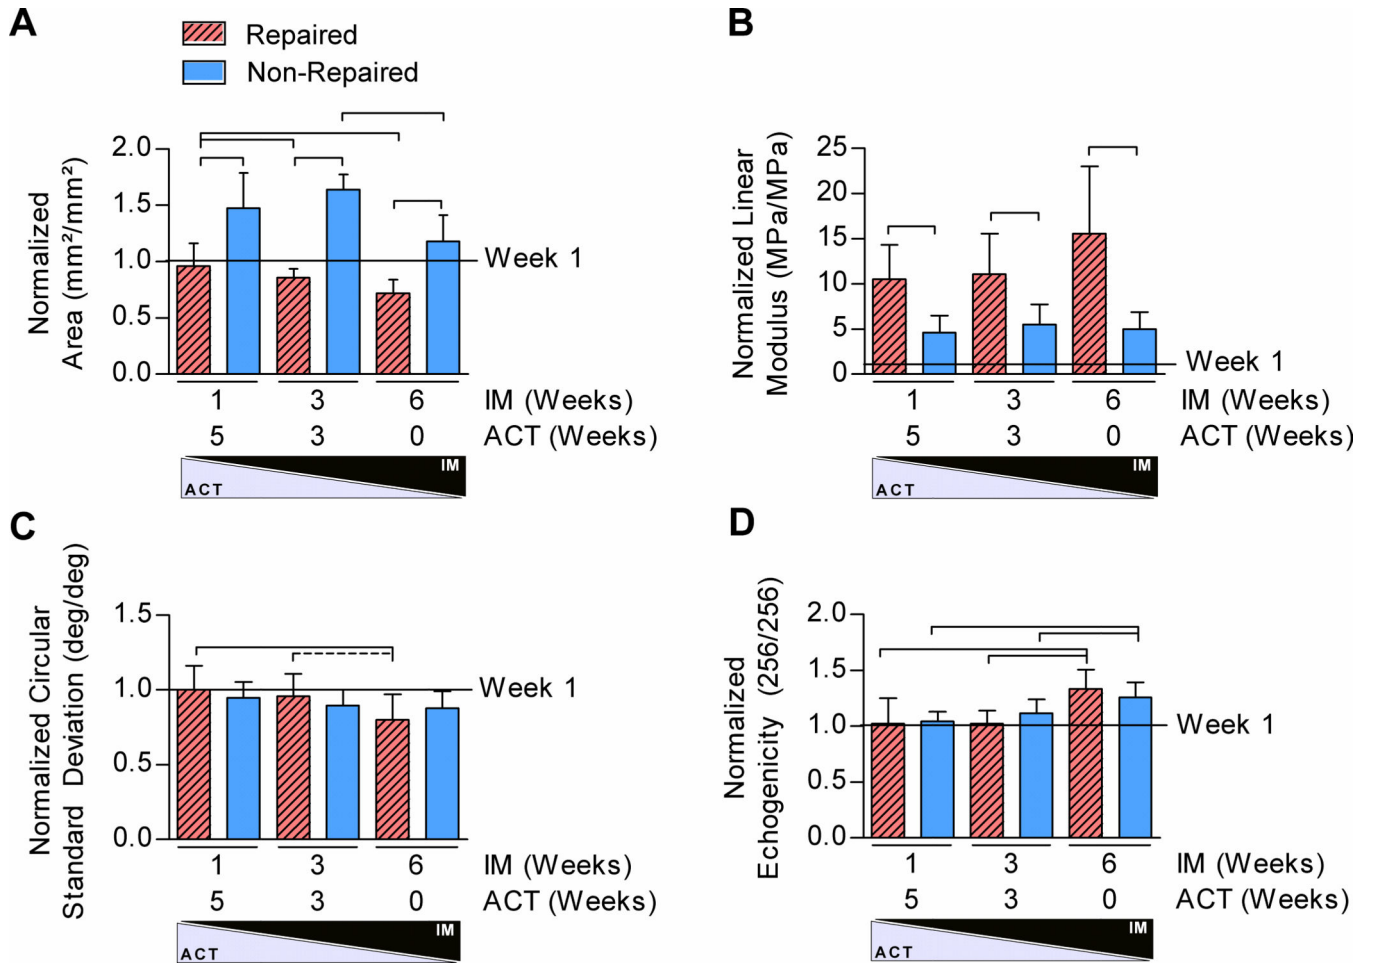 A
Repaired
Non-Repaired
Normalized
Area (mm²/mm²)
2.0
1.5
1.0
0.5
0.0
Week 1
1 3 6 IM (Weeks)
5 3 0 ACT (Weeks)
IM
ACT
B
Normalized Linear
Modulus (MPa/MPa)
25
20
15
10
5
0
Week 1
1 3 6 IM (Weeks)
5 3 0 ACT (Weeks)
IM
ACT
C
Normalized Circular
Standard Deviation (deg/deg)
1.5
1.0
0.5
0.0
Week 1
1 3 6 IM (Weeks)
5 3 0 ACT (Weeks)
IM
ACT
D
Normalized
Echogenicity (256/256)
2.0
1.5
1.0
0.5
0.0
Week 1
1 3 6 IM (Weeks)
5 3 0 ACT (Weeks)
IM
ACT